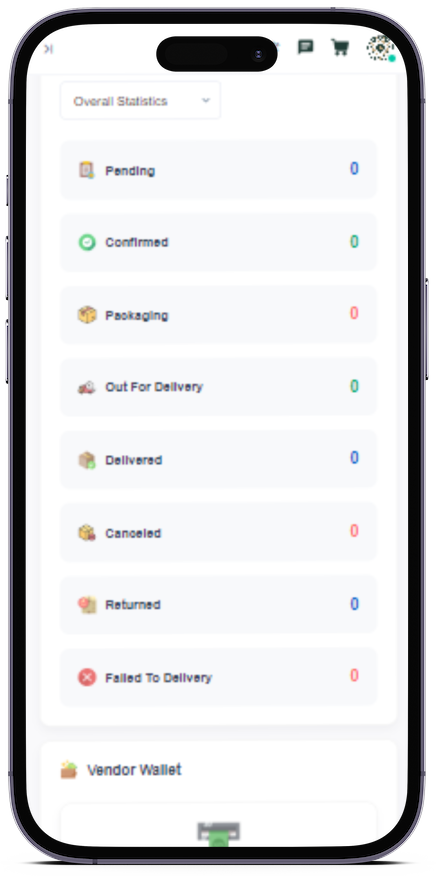 Overall Statistics
Pending 0
Confirmed 0
Packaging 0
Out For Delivery 0
Delivered 0
Canceled 0
Returned 0
Failed To Delivery 0
Vendor Wallet